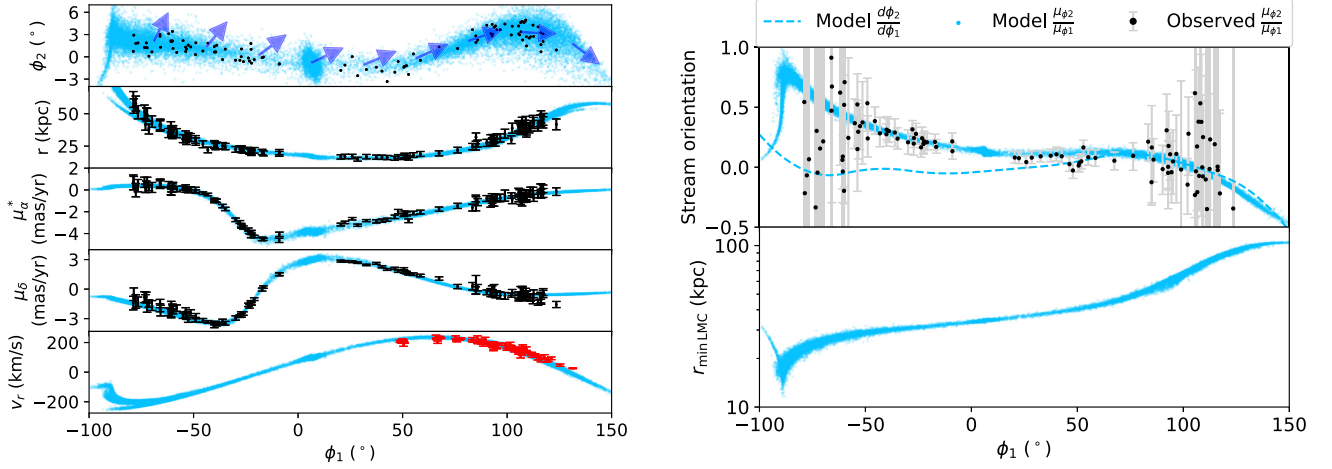 6
3
0
−3
ϕ2 (°)
50
25
2
r (kpc)
2
0
−2
−4
μ*α
(mas/yr)
3
0
−3
μδ
(mas/yr)
200
0
−200
vr
(km/s)
−100 −50 0 50 100 150
ϕ1 (°)
Model dϕ2/dϕ1 Model μϕ2/μϕ1 Observed μϕ2/μϕ1
1.0
0.5
0.0
−0.5
Stream orientation
100
10
rmin LMC (kpc)
−100 −50 0 50 100 150
ϕ1 (°)